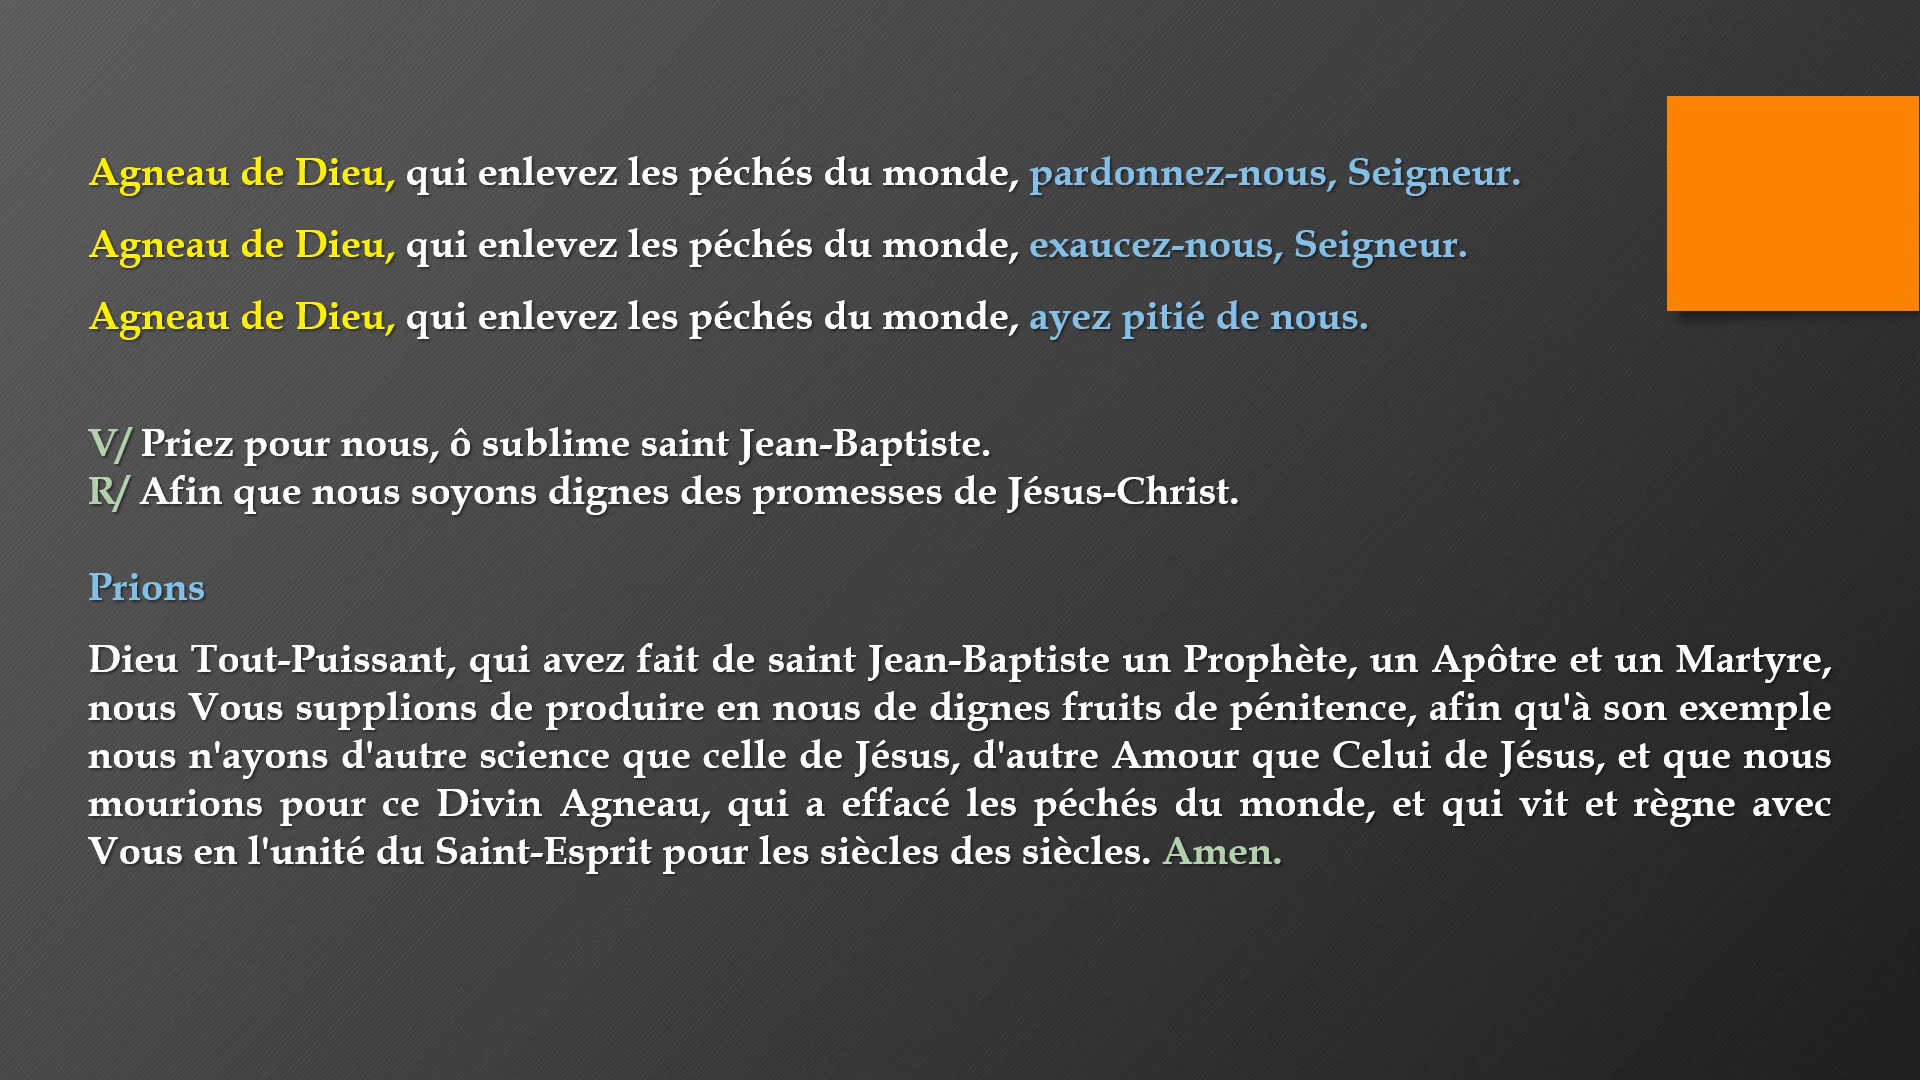 Agneau de Dieu, qui enlevez les péchés du monde, pardonnez-nous, Seigneur.
Agneau de Dieu, qui enlevez les péchés du monde, exaucez-nous, Seigneur.
Agneau de Dieu, qui enlevez les péchés du monde, ayez pitié de nous.
V/ Priez pour nous, ô sublime saint Jean-Baptiste.
R/ Afin que nous soyons dignes des promesses de Jésus-Christ.
Prions
Dieu Tout-Puissant, qui avez fait de saint Jean-Baptiste un Prophète, un Apôtre et un Martyre,
nous Vous supplions de produire en nous de dignes fruits de pénitence, afin qu'à son exemple
nous n'ayons d'autre science que celle de Jésus, d'autre Amour que Celui de Jésus, et que nous
mourions pour ce Divin Agneau, qui a effacé les péchés du monde, et qui vit et règne avec
Vous en l'unité du Saint-Esprit pour les siècles des siècles. Amen.